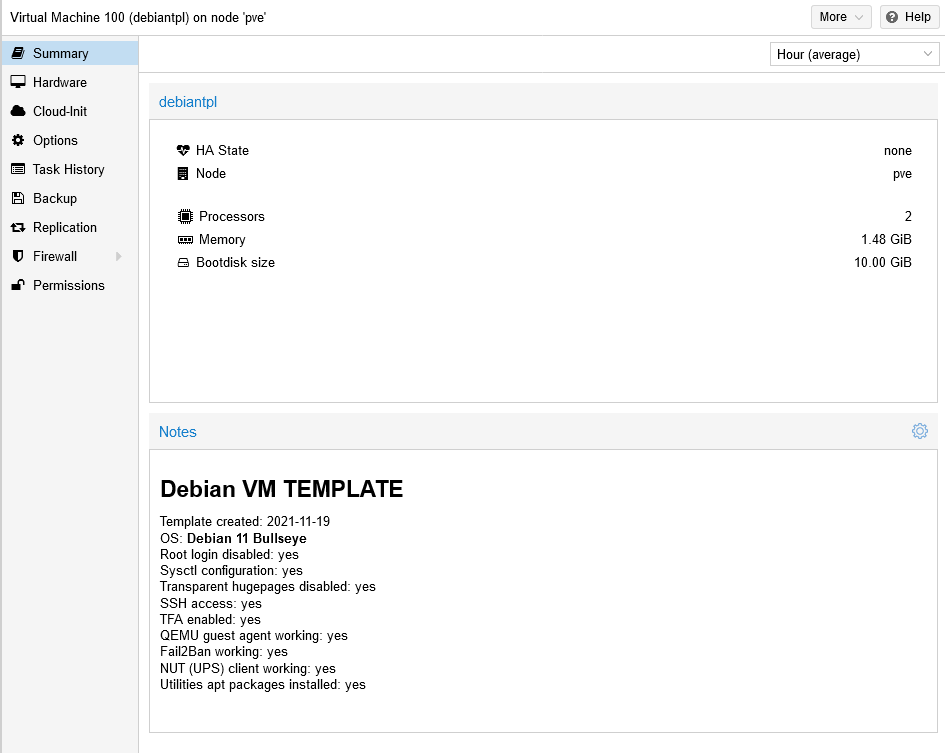 Virtual Machine 100 (debiantpl) on node 'pve'
More
Help
Summary
Hardware
Cloud-Init
Options
Task History
Backup
Replication
Firewall
Permissions
Hour (average)
debiantpl
HA State none
Node pve
Processors 2
Memory 1.48 GiB
Bootdisk size 10.00 GiB
Notes
Debian VM TEMPLATE
Template created: 2021-11-19
OS: Debian 11 Bullseye
Root login disabled: yes
Sysctl configuration: yes
Transparent hugepages disabled: yes
SSH access: yes
TFA enabled: yes
QEMU guest agent working: yes
Fail2Ban working: yes
NUT (UPS) client working: yes
Utilities apt packages installed: yes